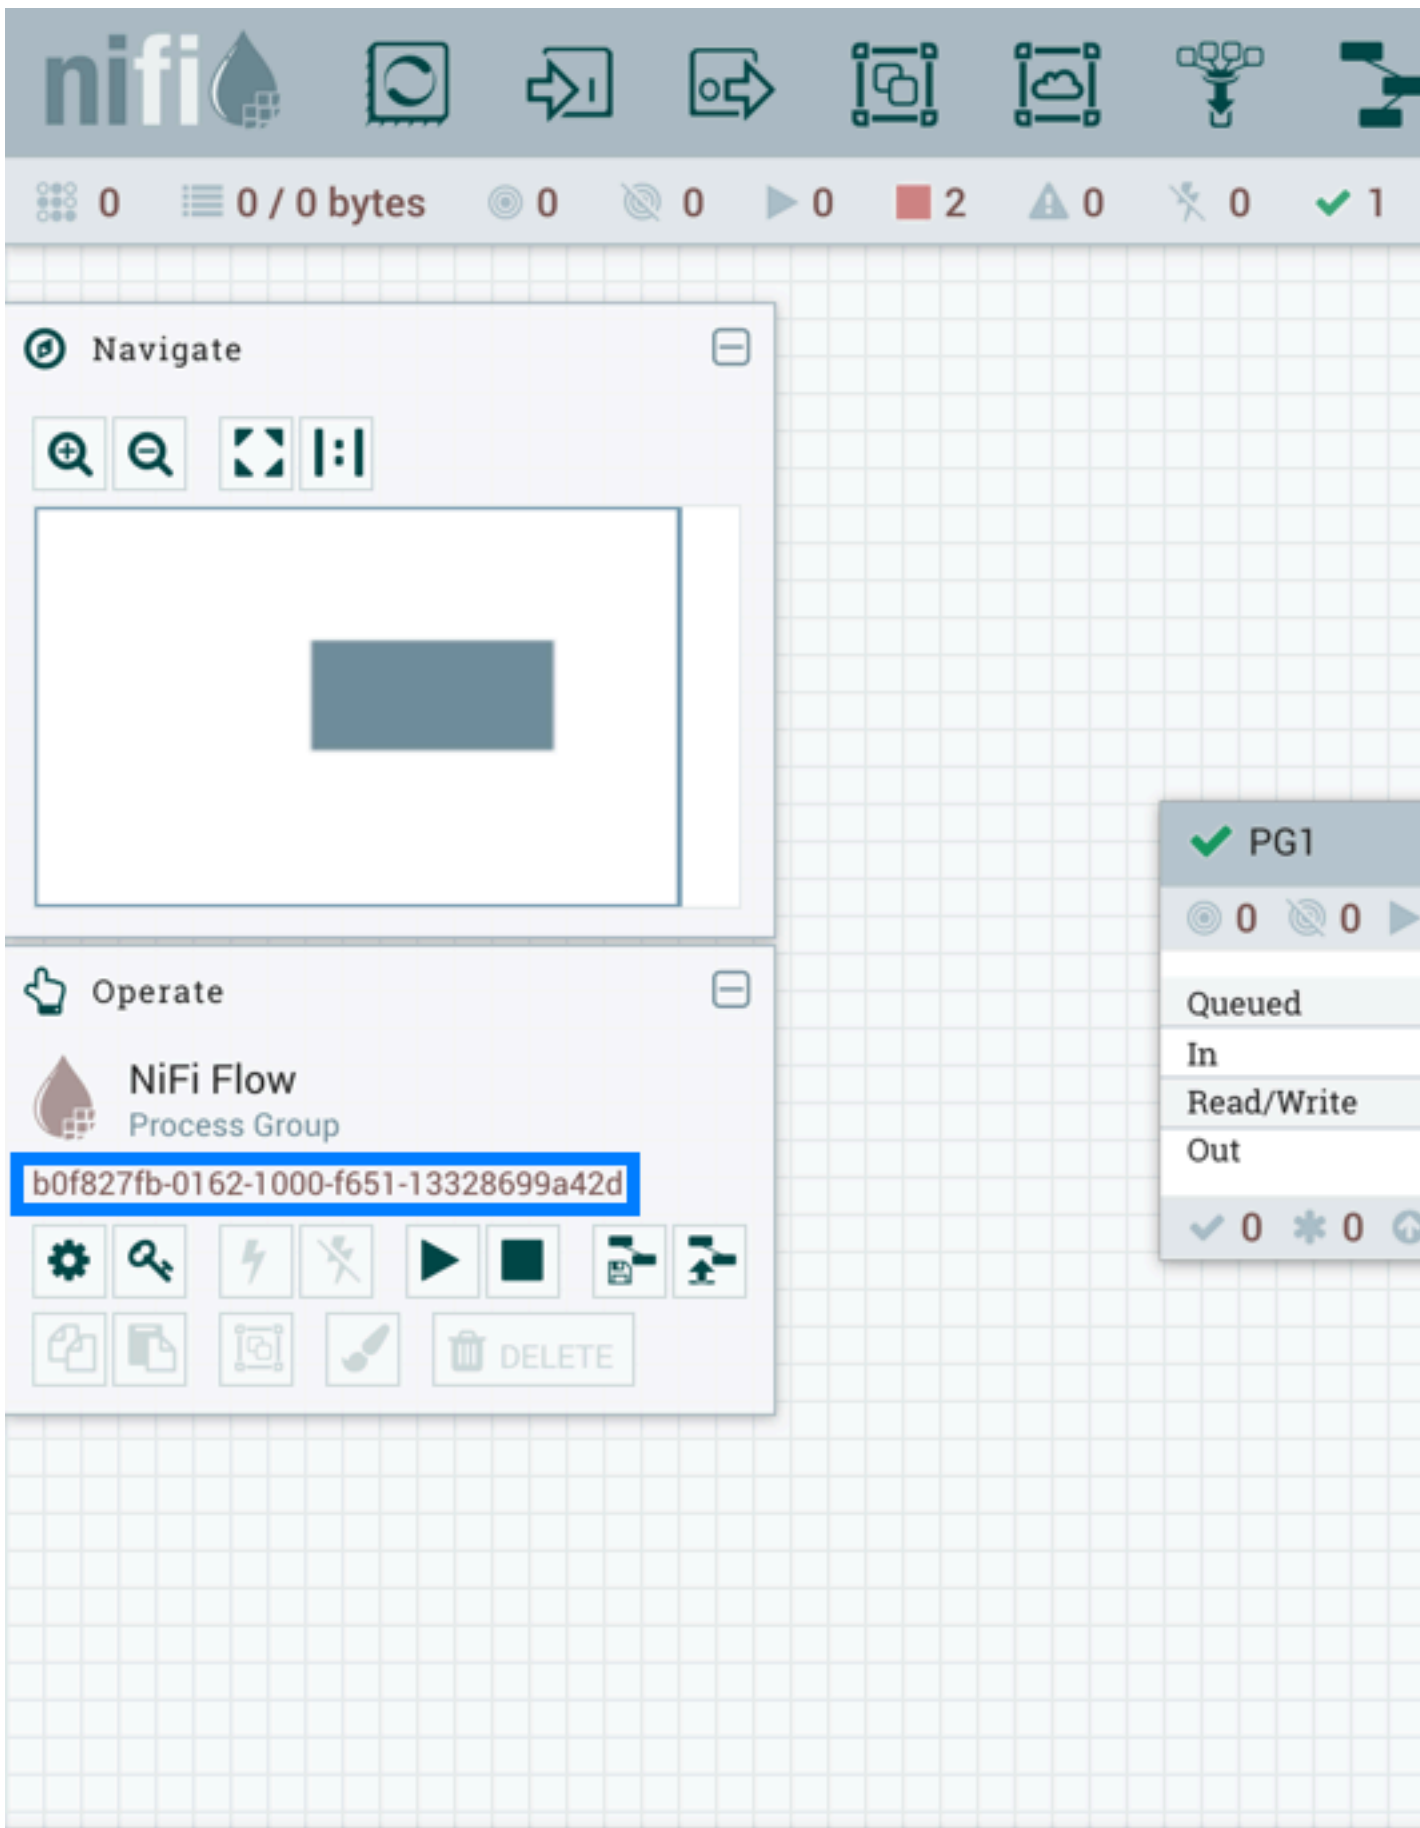 nifi
0 0 / 0 bytes 0 0 0 2 0 0 1
Navigate
Operate
NiFi Flow
Process Group
b0f827fb-0162-1000-f651-13328699a42d
DELETE
PG1
0 0
Queued
In
Read/Write
Out
0 0